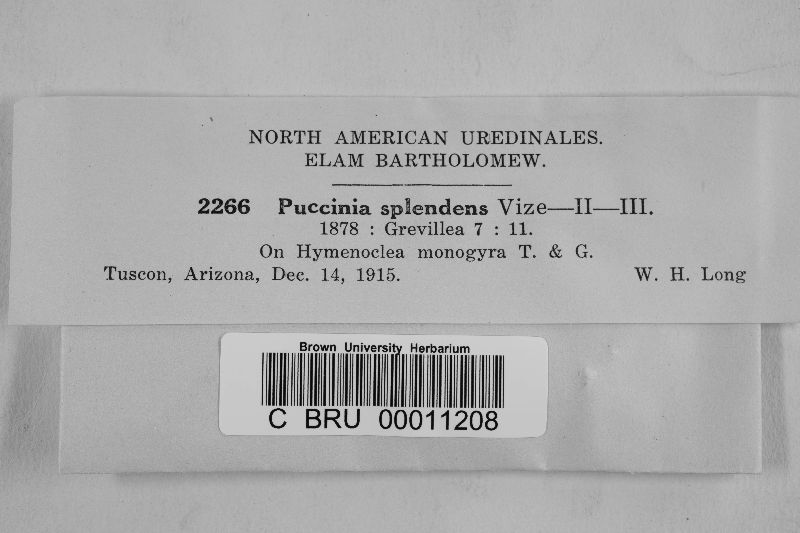 NORTH AMERICAN UREDINALES.
ELAM BARTHOLOMEW.
2266 Puccinia splendens Vize—II—III.
1878 : Grevillea 7 : 11.
On Hymenoclea monogyra T. & G.
Tuscon, Arizona, Dec. 14, 1915. W. H. Long
Brown University Herbarium
C BRU 00011208